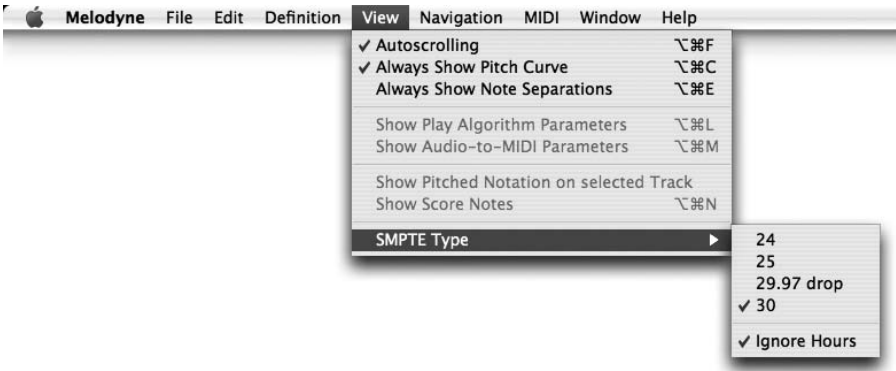 Melodyne File Edit Definition View Navigation MIDI Window Help
✓ Autoscrolling ⌥⌘F
✓ Always Show Pitch Curve ⌥⌘C
Always Show Note Separations ⌥⌘E
Show Play Algorithm Parameters ⌥⌘L
Show Audio-to-MIDI Parameters ⌥⌘M
Show Pitched Notation on selected Track
Show Score Notes ⌥⌘N
SMPTE Type ▶
24
25
29.97 drop
✓ 30
✓ Ignore Hours